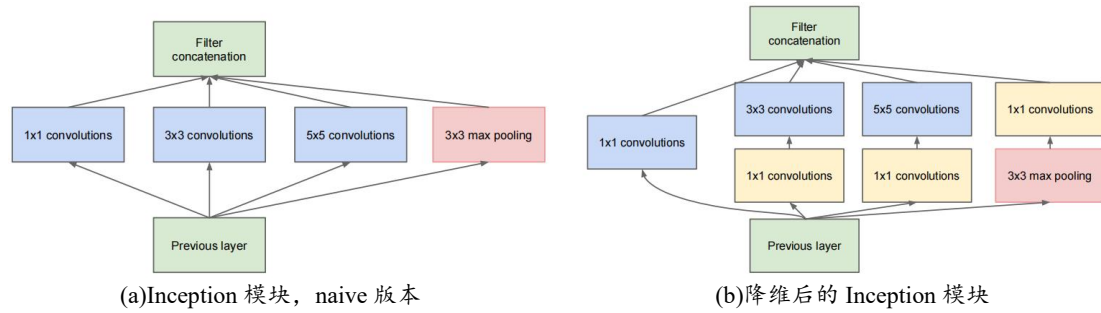 Filter
concatenation
1x1 convolutions
3x3 convolutions
5x5 convolutions
3x3 max pooling
Previous layer
(a)Inception 模块，naive 版本
Filter
concatenation
3x3 convolutions
5x5 convolutions
1x1 convolutions
1x1 convolutions
1x1 convolutions
1x1 convolutions
3x3 max pooling
Previous layer
(b)降维后的 Inception 模块